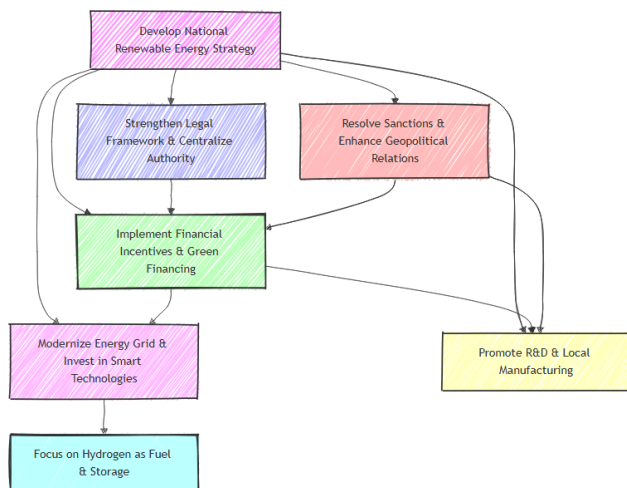 Develop National
Renewable Energy Strategy
Strengthen Legal
Framework & Centralize
Authority
Resolve Sanctions &
Enhance Geopolitical
Relations
Implement Financial
Incentives & Green
Financing
Modernize Energy Grid &
Invest in Smart
Technologies
Promote R&D & Local
Manufacturing
Focus on Hydrogen as Fuel
& Storage